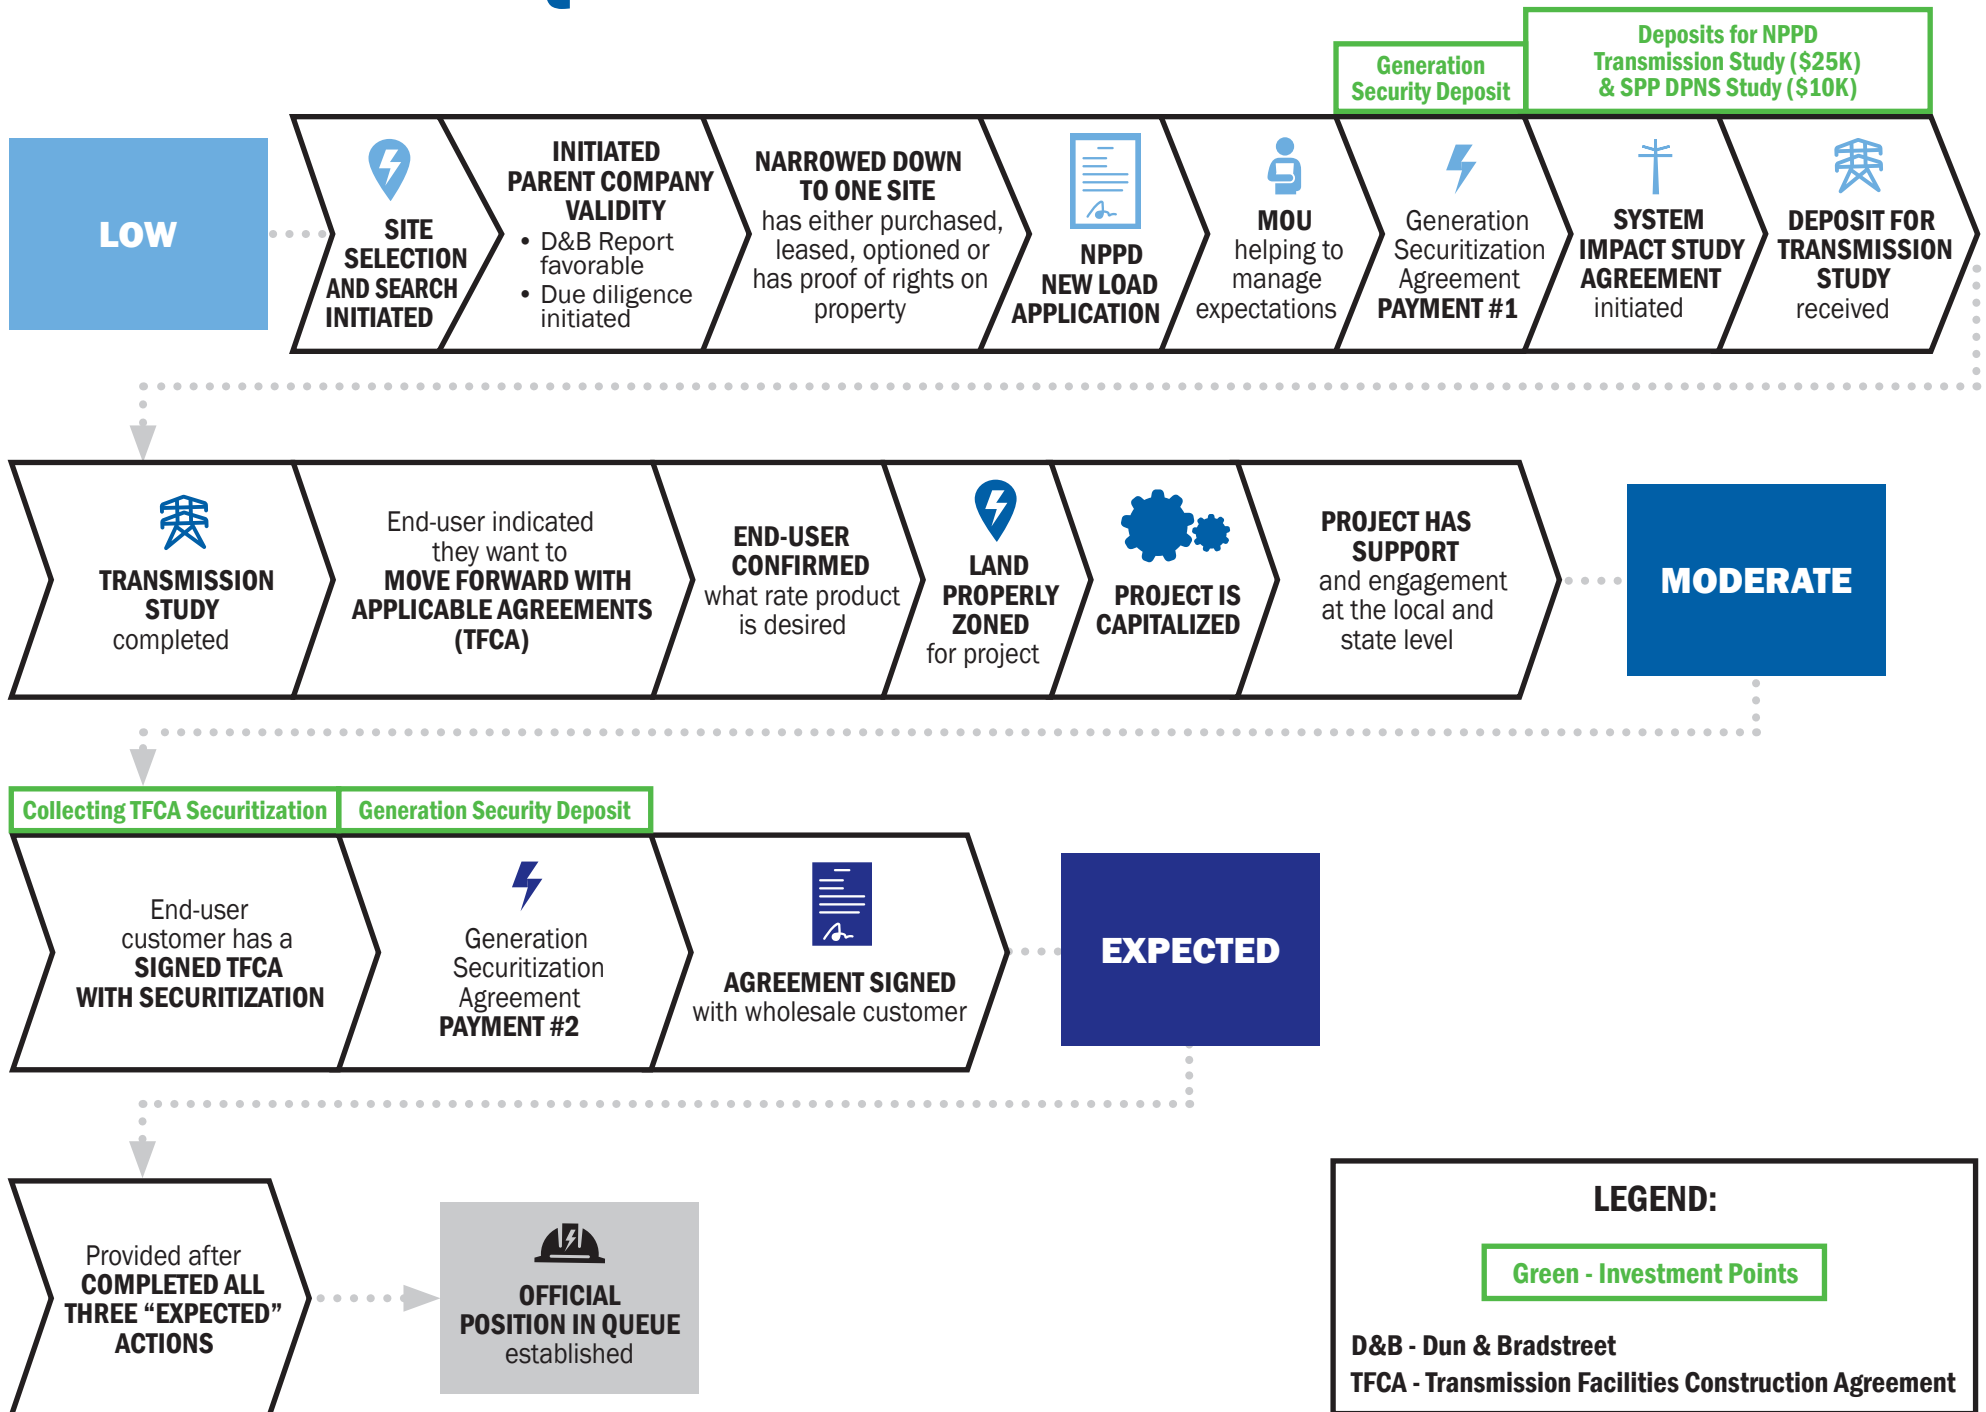 Generation
Security Deposit
Deposits for NPPD
Transmission Study ($25K)
& SPP DPNS Study ($10K)
LOW
SITE
SELECTION
AND SEARCH
INITIATED
INITIATED
PARENT COMPANY
VALIDITY
• D&B Report
favorable
• Due diligence
initiated
NARROWED DOWN
TO ONE SITE
has either purchased,
leased, optioned or
has proof of rights on
property
NPPD
NEW LOAD
APPLICATION
MOU
helping to
manage
expectations
Generation
Securitization
Agreement
PAYMENT #1
SYSTEM
IMPACT STUDY
AGREEMENT
initiated
DEPOSIT FOR
TRANSMISSION
STUDY
received
TRANSMISSION
STUDY
completed
End-user indicated
they want to
MOVE FORWARD WITH
APPLICABLE AGREEMENTS
(TFCA)
END-USER
CONFIRMED
what rate product
is desired
LAND
PROPERLY
ZONED
for project
PROJECT IS
CAPITALIZED
PROJECT HAS
SUPPORT
and engagement
at the local and
state level
MODERATE
Collecting TFCA Securitization
Generation Security Deposit
End-user
customer has a
SIGNED TFCA
WITH SECURITIZATION
Generation
Securitization
Agreement
PAYMENT #2
AGREEMENT SIGNED
with wholesale customer
EXPECTED
Provided after
COMPLETED ALL
THREE “EXPECTED”
ACTIONS
OFFICIAL
POSITION IN QUEUE
established
LEGEND:
Green - Investment Points
D&B - Dun & Bradstreet
TFCA - Transmission Facilities Construction Agreement